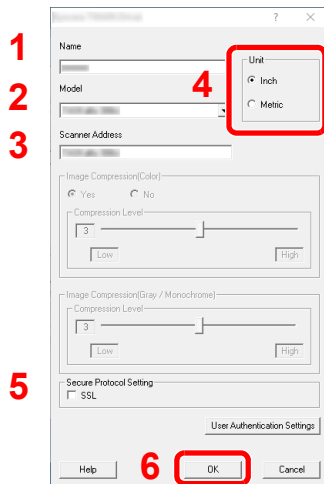 ? ×
1
Name
4
Unit
Inch
Metric
2
Model
3
Scanner Address
Image Compression(Color)
Yes No
Compression Level
3
Low High
Image Compression(Gray / Monochrome)
Compression Level
3
Low High
5
Secure Protocol Setting
SSL
User Authentication Settings
Help 6 OK Cancel